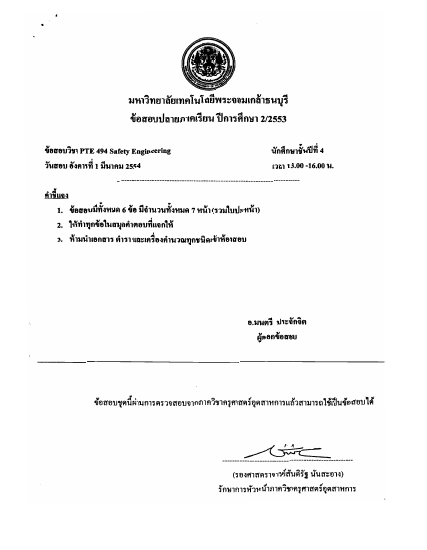 มหาวิทยาลัยเทคโนโลยีพระจอมเกล้าธนบุรี
ข้อสอบปลายภาคเรียน ปีการศึกษา 2/2553
ข้อสอบวิชา PTE 494 Safety Engineering นักศึกษาชั้นปีที่ 4
วันสอบ อังคารที่ 1 มีนาคม 2554 เวลา 13.00 -16.00 น.
คำชี้แจง
1. ข้อสอบมีทั้งหมด 6 ข้อ มีจำนวนทั้งหมด 7 หน้า (รวมใบปะหน้า)
2. ให้ทำทุกข้อในสมุดคำตอบที่แจกให้
3. ห้ามนำเอกสาร ตำรา และเครื่องคำนวณทุกชนิดเข้าห้องสอบ
อ.มนตรี ประจักจิต
ผู้ออกข้อสอบ
ข้อสอบชุดนี้ผ่านการตรวจสอบจากภาควิชาครุศาสตร์อุตสาหการแล้วสามารถใช้เป็นข้อสอบได้
(รองศาสตราจารย์สันติรัฐ นันสะอาง)
รักษาการหัวหน้าภาควิชาครุศาสตร์อุตสาหการ